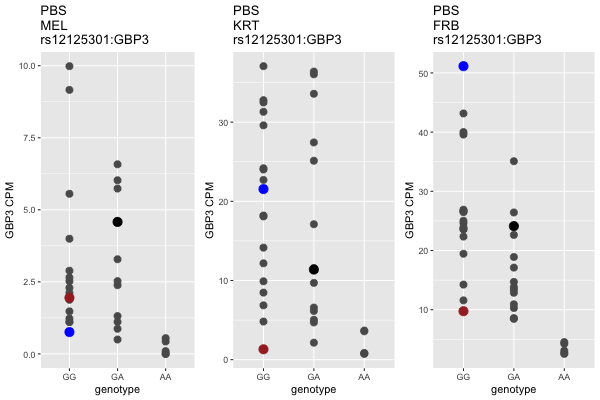 PBS
MEL
rs12125301:GBP3
GBP3 CPM
10.0
7.5
5.0
2.5
0.0
GG GA AA
genotype
PBS
KRT
rs12125301:GBP3
GBP3 CPM
30
20
10
0
GG GA AA
genotype
PBS
FRB
rs12125301:GBP3
GBP3 CPM
50
40
30
20
10
GG GA AA
genotype